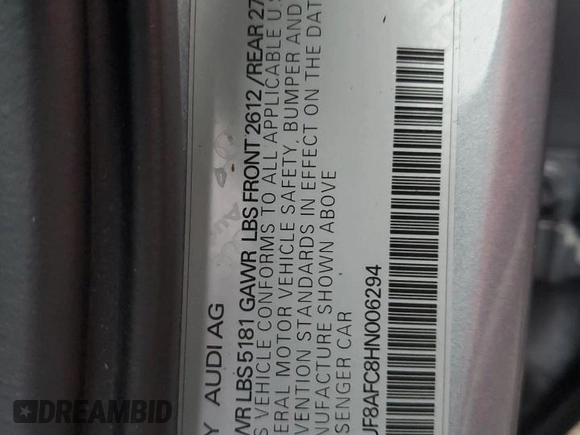 Y AUDI AG
WR LBS 5181 GAWR LBS FRONT 2612 / REAR 27
S VEHICLE CONFORMS TO ALL APPLICABLE U.S
ERAL MOTOR VEHICLE SAFETY, BUMPER AND
VENTION STANDARDS IN EFFECT ON THE DAT
NUFACTURE SHOWN ABOVE
SENGER CAR
UF8AFC8HN006294
DREAMBID